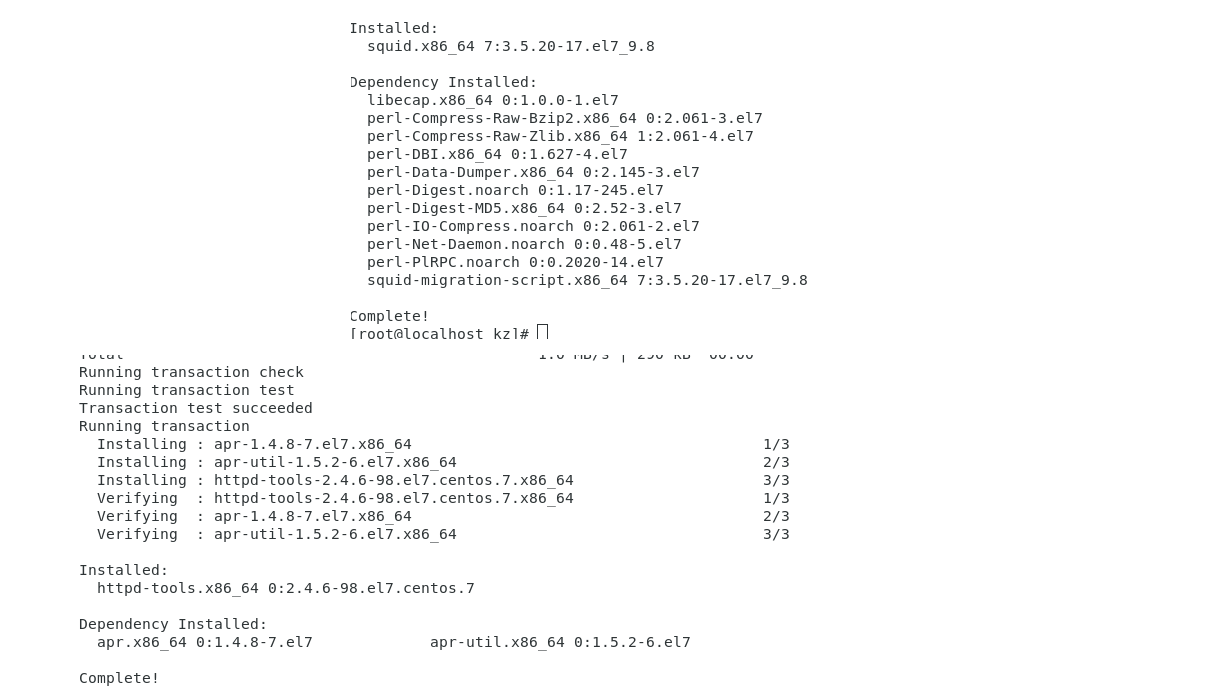 Installed:
  squid.x86_64 7:3.5.20-17.el7_9.8

Dependency Installed:
  libecap.x86_64 0:1.0.0-1.el7
  perl-Compress-Raw-Bzip2.x86_64 0:2.061-3.el7
  perl-Compress-Raw-Zlib.x86_64 1:2.061-4.el7
  perl-DBI.x86_64 0:1.627-4.el7
  perl-Data-Dumper.x86_64 0:2.145-3.el7
  perl-Digest.noarch 0:1.17-245.el7
  perl-Digest-MD5.x86_64 0:2.52-3.el7
  perl-IO-Compress.noarch 0:2.061-2.el7
  perl-Net-Daemon.noarch 0:0.48-5.el7
  perl-PlRPC.noarch 0:0.2020-14.el7
  squid-migration-script.x86_64 7:3.5.20-17.el7_9.8

Complete!
[root@localhost kz]#
Total
Running transaction check
Running transaction test
Transaction test succeeded
Running transaction
  Installing : apr-1.4.8-7.el7.x86_64                                       1/3
  Installing : apr-util-1.5.2-6.el7.x86_64                                  2/3
  Installing : httpd-tools-2.4.6-98.el7.centos.7.x86_64                     3/3
  Verifying  : httpd-tools-2.4.6-98.el7.centos.7.x86_64                     1/3
  Verifying  : apr-1.4.8-7.el7.x86_64                                       2/3
  Verifying  : apr-util-1.5.2-6.el7.x86_64                                  3/3

Installed:
  httpd-tools.x86_64 0:2.4.6-98.el7.centos.7

Dependency Installed:
  apr.x86_64 0:1.4.8-7.el7             apr-util.x86_64 0:1.5.2-6.el7

Complete!